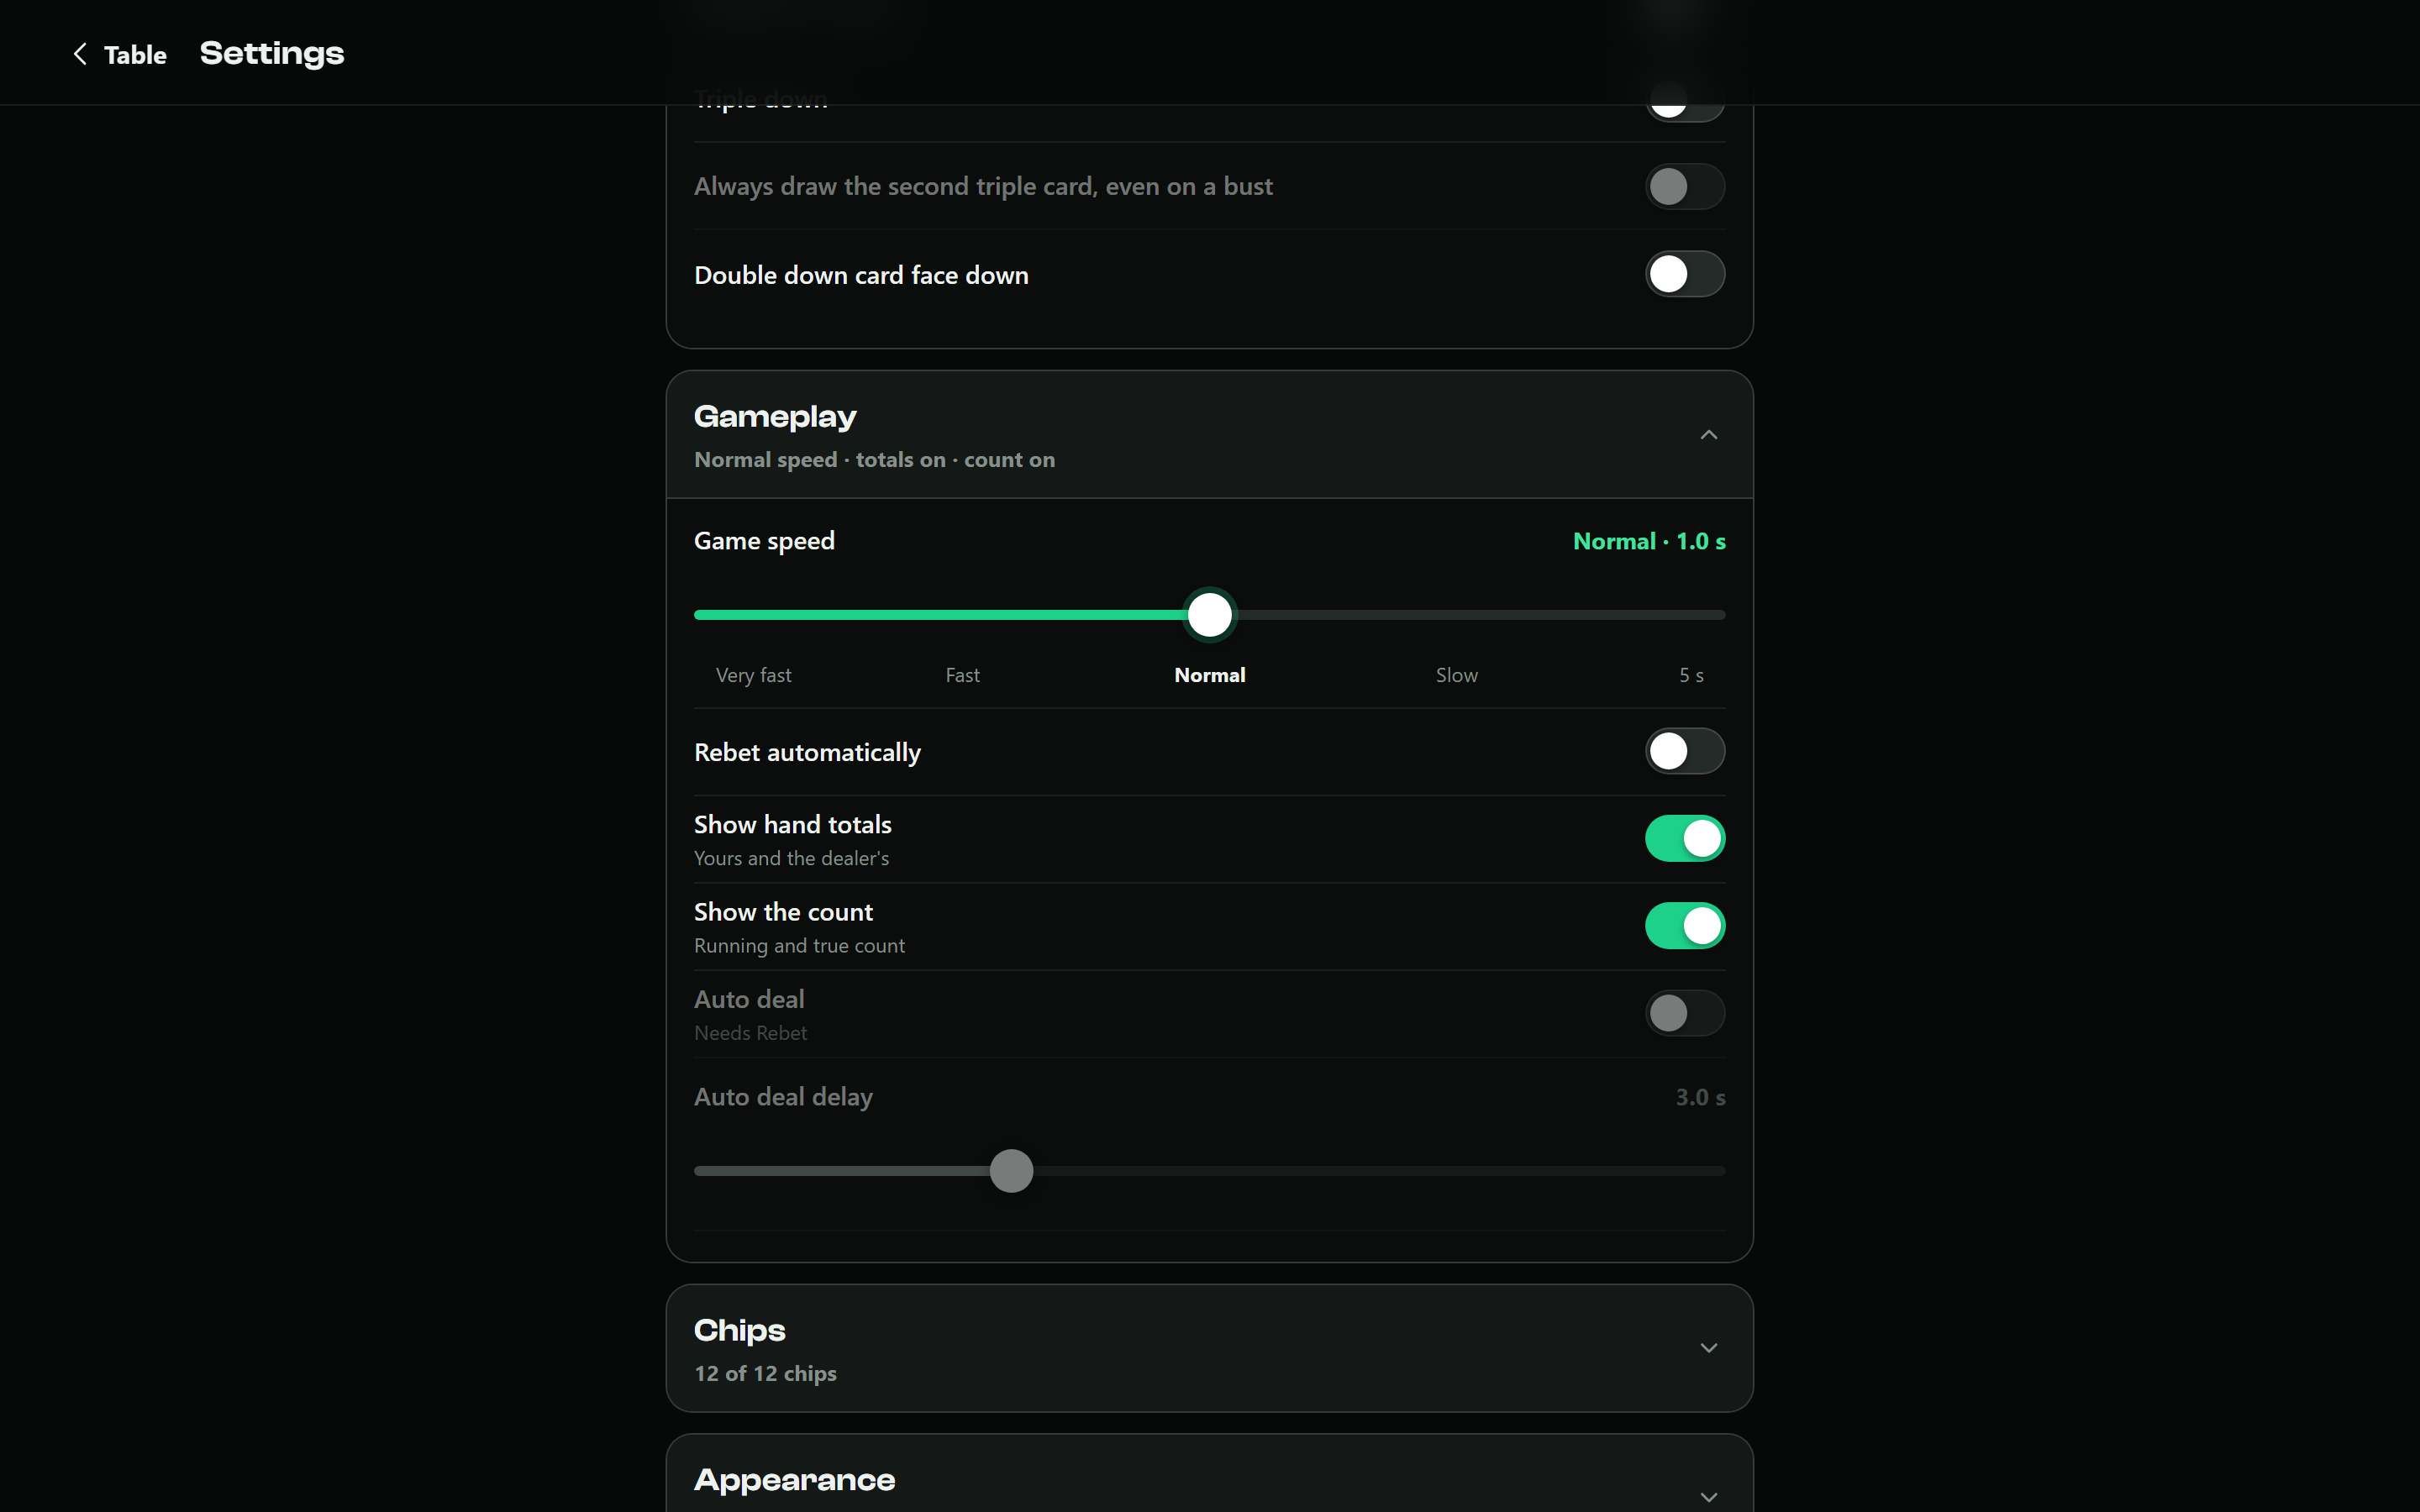 Table
Settings
Triple down
Always draw the second triple card, even on a bust
Double down card face down
Gameplay
Normal speed · totals on · count on
Game speed
Normal · 1.0 s
Very fast
Fast
Normal
Slow
5 s
Rebet automatically
Show hand totals
Yours and the dealer's
Show the count
Running and true count
Auto deal
Needs Rebet
Auto deal delay
3.0 s
Chips
12 of 12 chips
Appearance